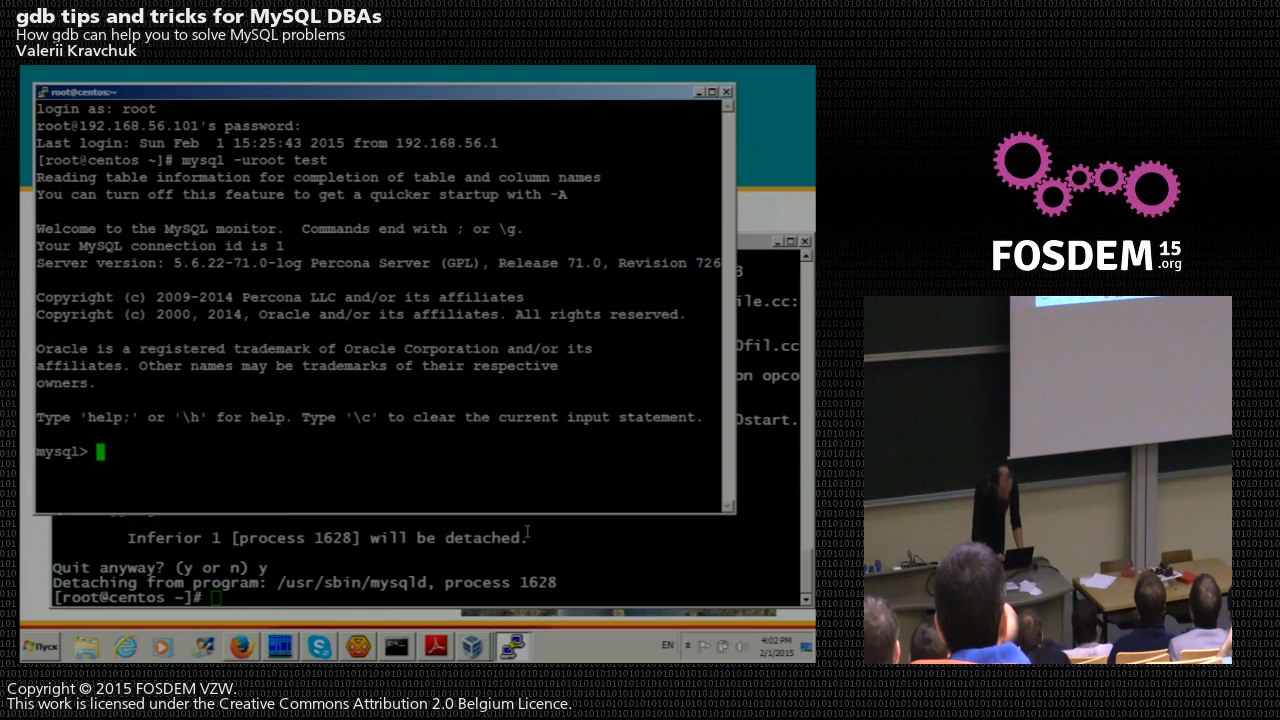 gdb tips and tricks for MySQL DBAs
How gdb can help you to solve MySQL problems
Valerii Kravchuk
root@centos:~
login as: root
root@192.168.56.101's password:
Last login: Sun Feb  1 15:25:43 2015 from 192.168.56.1
[root@centos ~]# mysql -uroot test
Reading table information for completion of table and column names
You can turn off this feature to get a quicker startup with -A
Welcome to the MySQL monitor.  Commands end with ; or \g.
Your MySQL connection id is 1
Server version: 5.6.22-71.0-log Percona Server (GPL), Release 71.0, Revision 726
Copyright (c) 2009-2014 Percona LLC and/or its affiliates
Copyright (c) 2000, 2014, Oracle and/or its affiliates. All rights reserved.
Oracle is a registered trademark of Oracle Corporation and/or its
affiliates. Other names may be trademarks of their respective
owners.
Type 'help;' or '\h' for help. Type '\c' to clear the current input statement.
mysql>
ile.cc:
0fil.cc
on opco
0start.
Inferior 1 [process 1628] will be detached.
Quit anyway? (y or n) y
Detaching from program: /usr/sbin/mysqld, process 1628
[root@centos ~]#
Пуск
EN
4:02 PM
2/1/2015
FOSDEM 15
.org
Copyright © 2015 FOSDEM VZW.
This work is licensed under the Creative Commons Attribution 2.0 Belgium Licence.